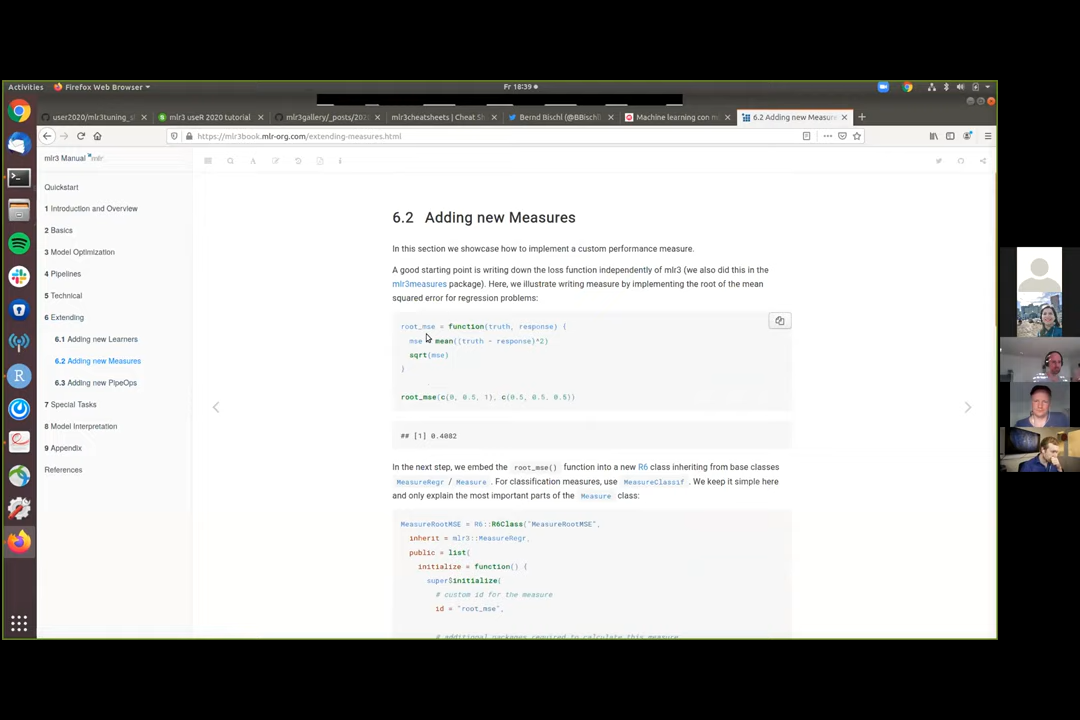 Activities Firefox Web Browser Fr 18:39
user2020/mlr3tuning_sl mlr3 useR 2020 tutorial mlr3gallery/_posts/202 mlr3cheatsheets | Cheat Sh Bernd Bischl (@BBischl Machine learning con m 6.2 Adding new Measure
https://mlr3book.mlr-org.com/extending-measures.html
mlr3 Manual
Quickstart
1 Introduction and Overview
2 Basics
3 Model Optimization
4 Pipelines
5 Technical
6 Extending
6.1 Adding new Learners
6.2 Adding new Measures
6.3 Adding new PipeOps
7 Special Tasks
8 Model Interpretation
9 Appendix
References
6.2 Adding new Measures
In this section we showcase how to implement a custom performance measure.
A good starting point is writing down the loss function independently of mlr3 (we also did this in the
mlr3measures package). Here, we illustrate writing measure by implementing the root of the mean
squared error for regression problems:
root_mse = function(truth, response) {
mse = mean((truth - response)^2)
sqrt(mse)
}
root_mse(c(0, 0.5, 1), c(0.5, 0.5, 0.5))
## [1] 0.4082
In the next step, we embed the root_mse() function into a new R6 class inheriting from base classes
MeasureRegr / Measure. For classification measures, use MeasureClassif. We keep it simple here
and only explain the most important parts of the Measure class:
MeasureRootMSE = R6::R6Class("MeasureRootMSE",
inherit = mlr3::MeasureRegr,
public = list(
initialize = function() {
super$initialize(
# custom id for the measure
id = "root_mse",
# additional packages required to calculate this measure